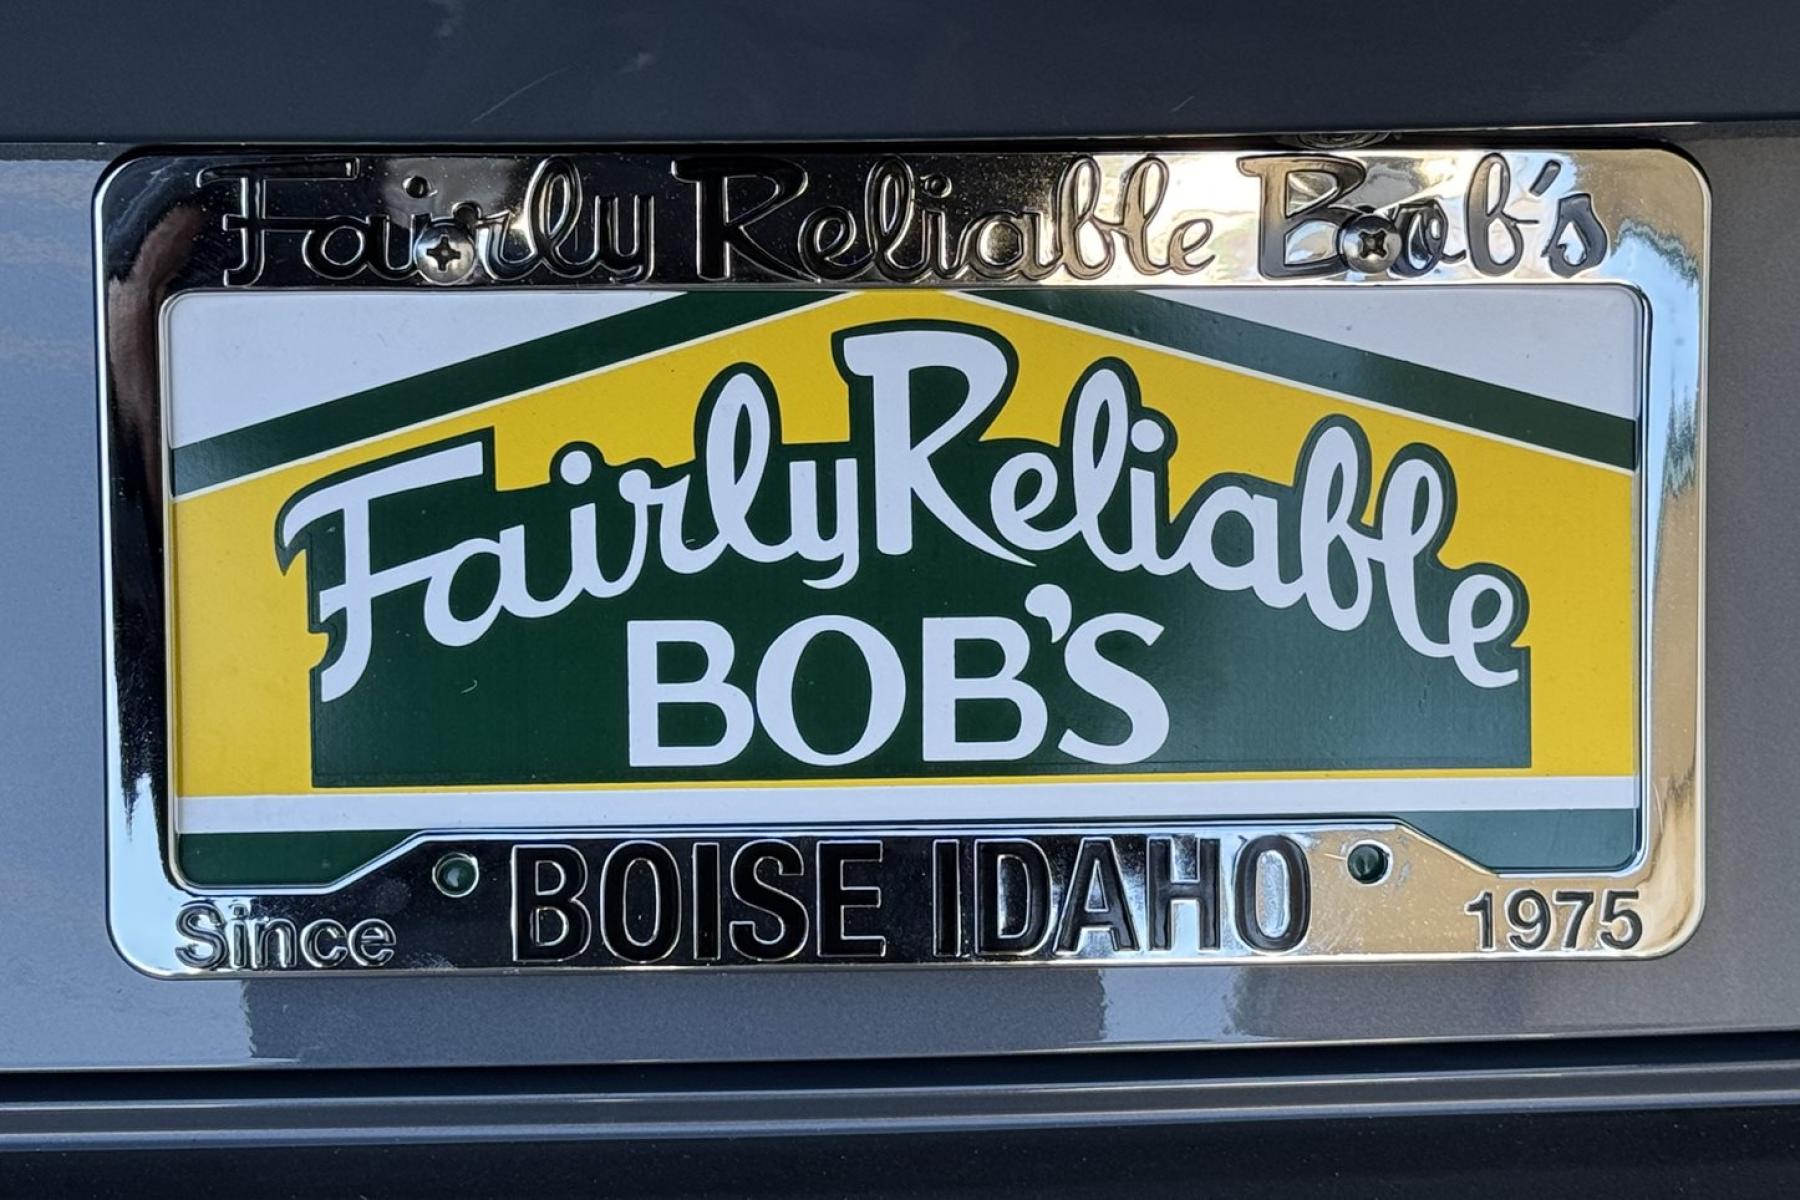 Fairly Reliable Bob's
Fairly Reliable
BOB'S
BOISE IDAHO
Since 1975